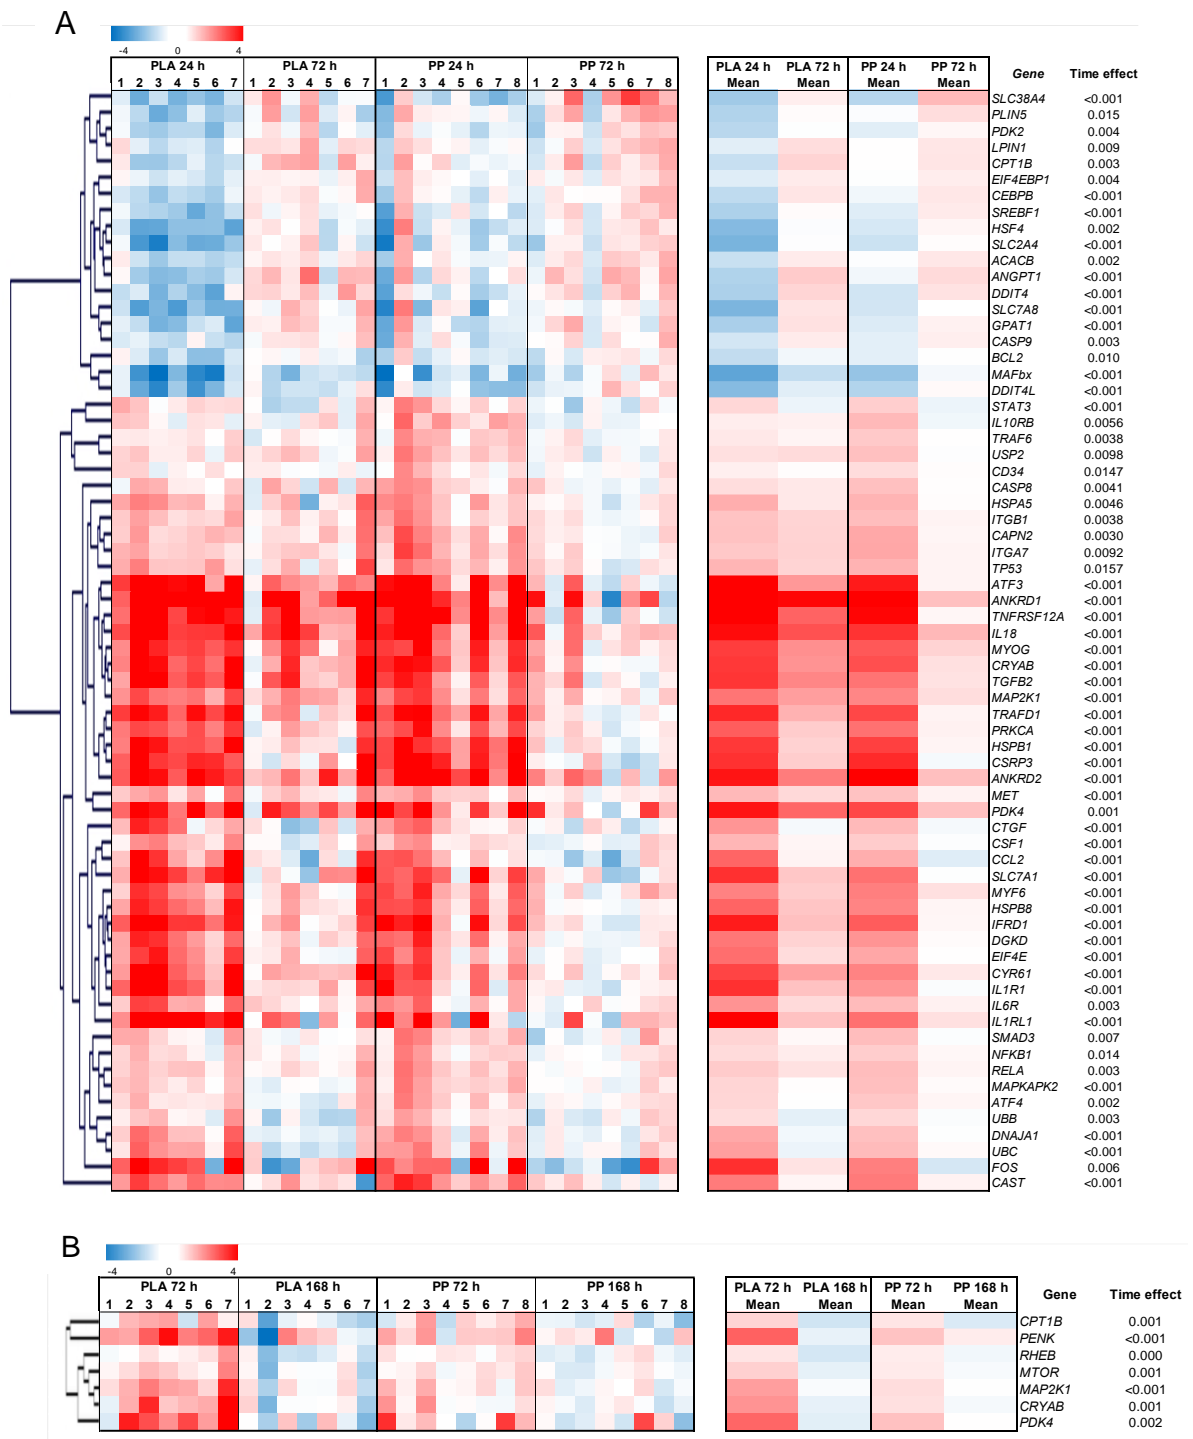 A
-4 0 4
PLA 24 h PLA 72 h PP 24 h PP 72 h PLA 24 h PLA 72 h PP 24 h PP 72 h
1 2 3 4 5 6 7 1 2 3 4 5 6 7 1 2 3 4 5 6 7 8 1 2 3 4 5 6 7 8 Mean Mean Mean Mean Gene Time effect
SLC38A4 <0.001
PLIN5 0.015
PDK2 0.004
LPIN1 0.009
CPT1B 0.003
EIF4EBP1 0.004
CEBPB <0.001
SREBF1 <0.001
HSF4 0.002
SLC2A4 <0.001
ACACB 0.002
ANGPT1 <0.001
DDIT4 <0.001
SLC7A8 <0.001
GPAT1 <0.001
CASP9 0.003
BCL2 0.010
MAFbx <0.001
DDIT4L <0.001
STAT3 <0.001
IL10RB 0.0056
TRAF6 0.0038
USP2 0.0098
CD34 0.0147
CASP8 0.0041
HSPA5 0.0046
ITGB1 0.0038
CAPN2 0.0030
ITGA7 0.0092
TP53 0.0157
ATF3 <0.001
ANKRD1 <0.001
TNFRSF12A <0.001
IL18 <0.001
MYOG <0.001
CRYAB <0.001
TGFB2 <0.001
MAP2K1 <0.001
TRAFD1 <0.001
PRKCA <0.001
HSPB1 <0.001
CSRP3 <0.001
ANKRD2 <0.001
MET <0.001
PDK4 0.001
CTGF <0.001
CSF1 <0.001
CCL2 <0.001
SLC7A1 <0.001
MYF6 <0.001
HSPB8 <0.001
IFRD1 <0.001
DGKD <0.001
EIF4E <0.001
CYR61 <0.001
IL1R1 <0.001
IL6R 0.003
IL1RL1 <0.001
SMAD3 0.007
NFKB1 0.014
RELA 0.003
MAPKAPK2 <0.001
ATF4 0.002
UBB 0.003
DNAJA1 <0.001
UBC <0.001
FOS 0.006
CAST <0.001
B
-4 0 4
PLA 72 h PLA 168 h PP 72 h PP 168 h PLA 72 h PLA 168 h PP 72 h PP 168 h
1 2 3 4 5 6 7 1 2 3 4 5 6 7 1 2 3 4 5 6 7 8 1 2 3 4 5 6 7 8 Mean Mean Mean Mean Gene Time effect
CPT1B 0.001
PENK <0.001
RHEB 0.000
MTOR 0.001
MAP2K1 <0.001
CRYAB 0.001
PDK4 0.002